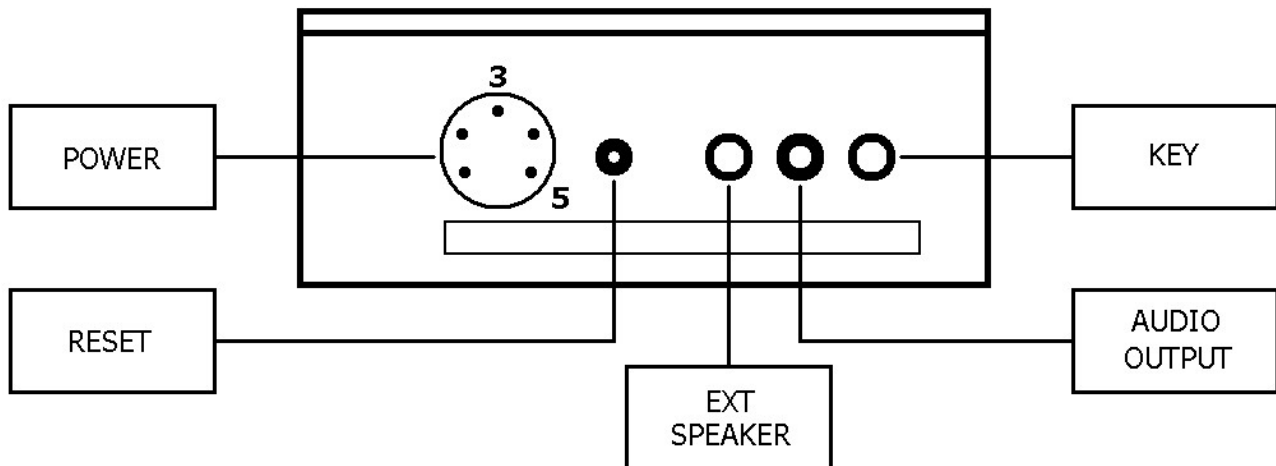 3
POWER
KEY
5
RESET
AUDIO
OUTPUT
EXT
SPEAKER